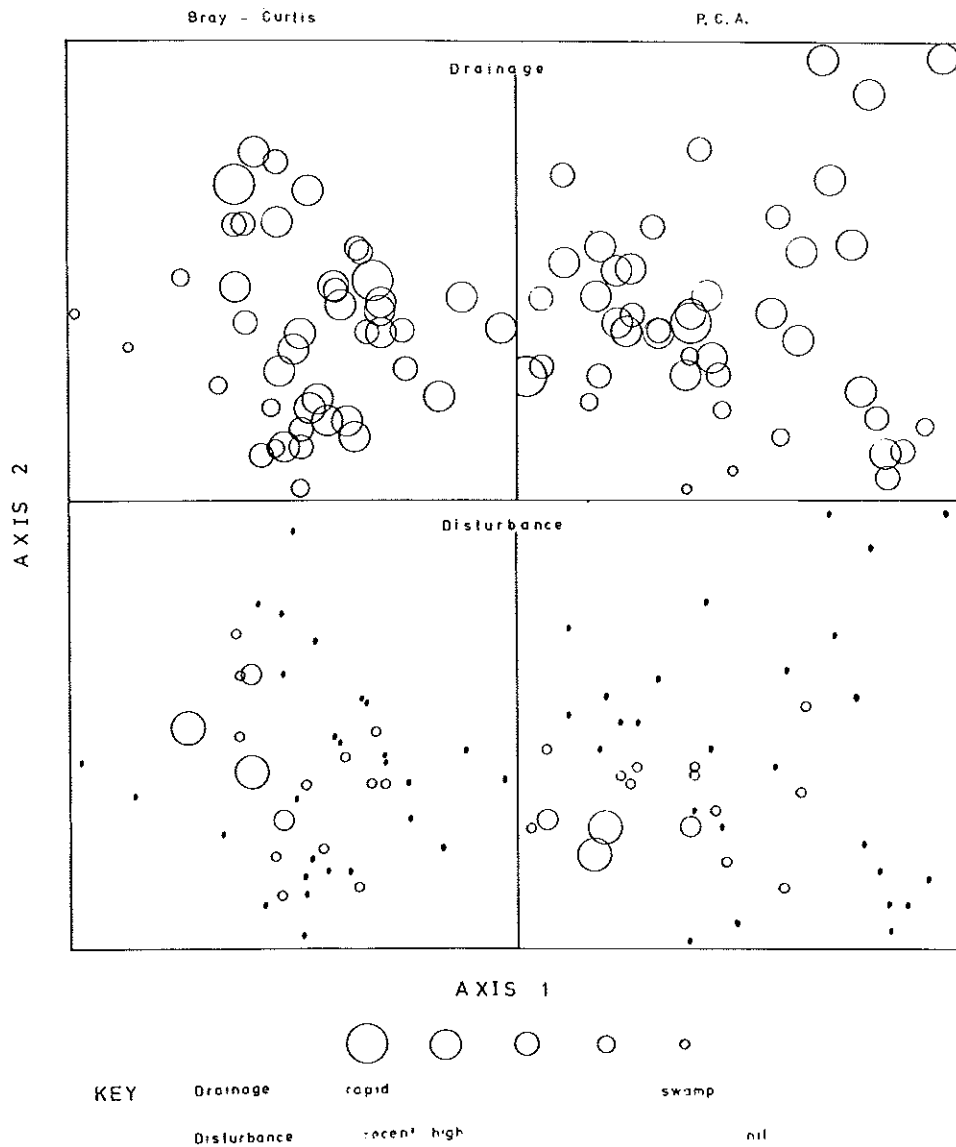 Bray - Curtis P. C. A.
Drainage
AXIS 2
Disturbance
AXIS 1
KEY Drainage rapid swamp
Disturbance recent high nil